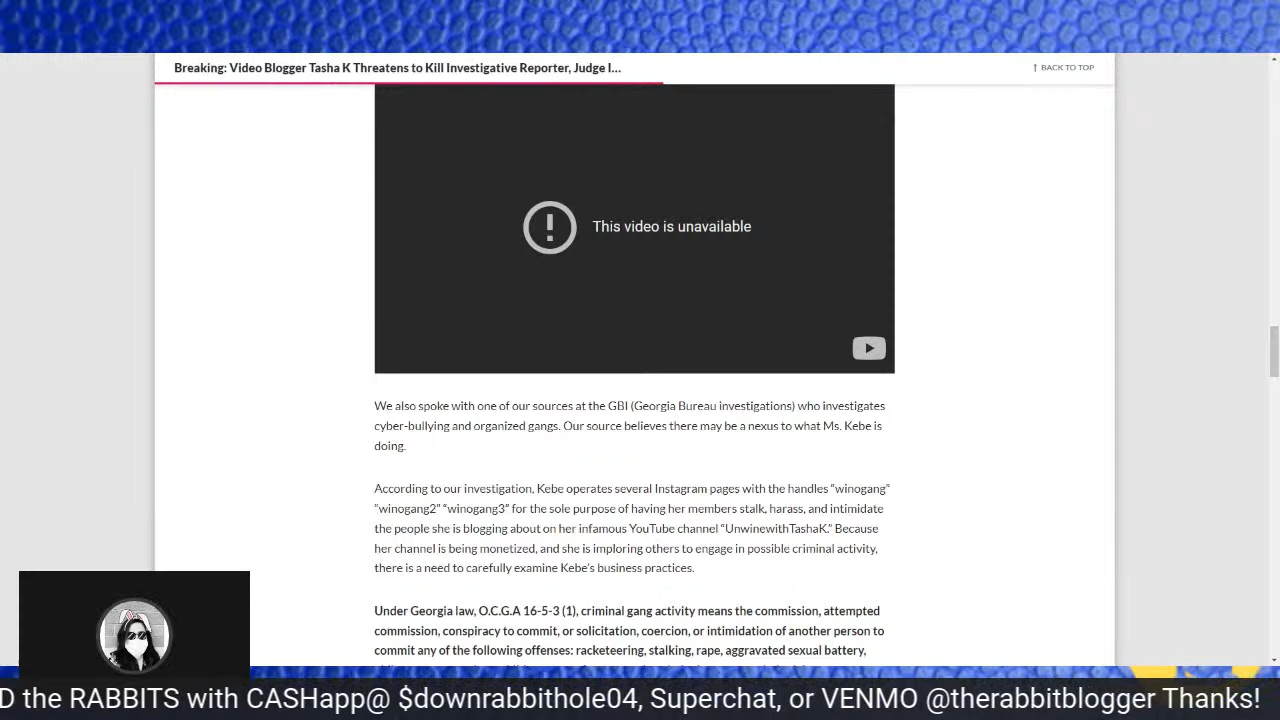 Breaking: Video Blogger Tasha K Threatens to Kill Investigative Reporter, Judge I...
↑ BACK TO TOP
This video is unavailable
We also spoke with one of our sources at the GBI (Georgia Bureau investigations) who investigates
cyber-bullying and organized gangs. Our source believes there may be a nexus to what Ms. Kebe is
doing.
According to our investigation, Kebe operates several Instagram pages with the handles “winogang”
”winogang2” “winogang3” for the sole purpose of having her members stalk, harass, and intimidate
the people she is blogging about on her infamous YouTube channel “UnwinewithTashaK.” Because
her channel is being monetized, and she is imploring others to engage in possible criminal activity,
there is a need to carefully examine Kebe’s business practices.
Under Georgia law, O.C.G.A 16-5-3 (1), criminal gang activity means the commission, attempted
commission, conspiracy to commit, or solicitation, coercion, or intimidation of another person to
commit any of the following offenses: racketeering, stalking, rape, aggravated sexual battery,
D the RABBITS with CASHapp@ $downrabbithole04, Superchat, or VENMO @therabbitblogger Thanks!